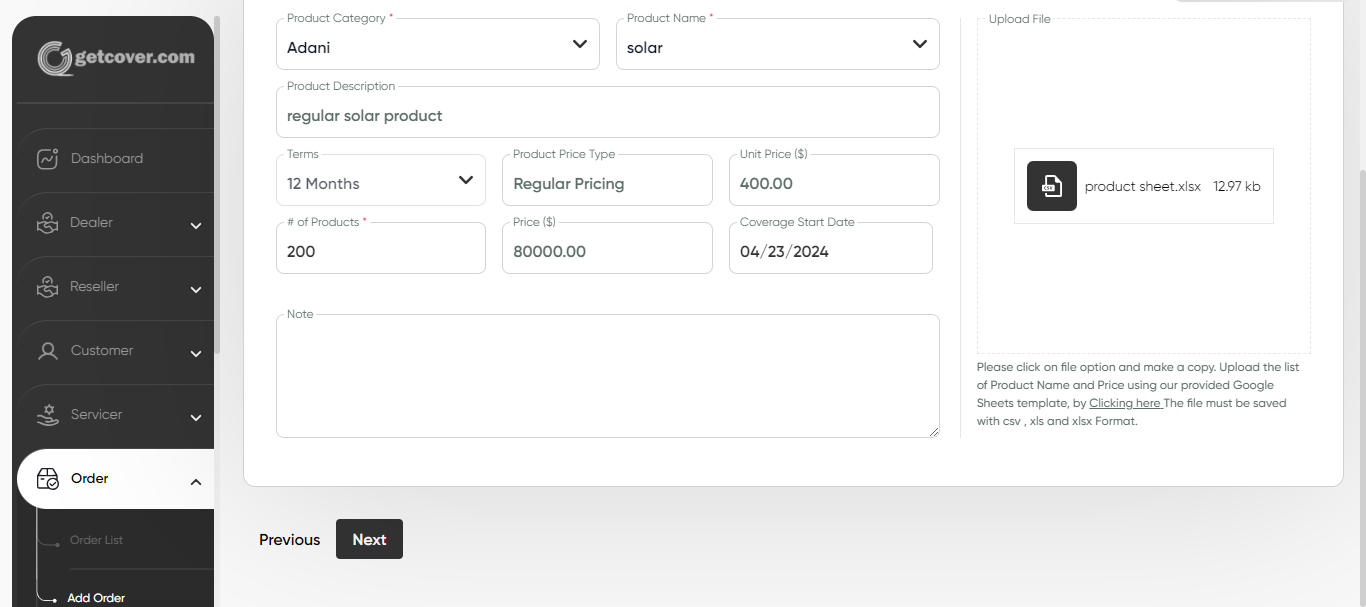 getcover.com
Dashboard
Dealer
Reseller
Customer
Servicer
Order
Order List
Add Order
Product Category *
Adani
Product Name *
solar
Product Description
regular solar product
Terms
12 Months
Product Price Type
Regular Pricing
Unit Price ($)
400.00
# of Products *
200
Price ($)
80000.00
Coverage Start Date
04/23/2024
Note
Upload File
CSV
product sheet.xlsx 12.97 kb
Please click on file option and make a copy. Upload the list
of Product Name and Price using our provided Google
Sheets template, by Clicking here The file must be saved
with csv , xls and xlsx Format.
Previous
Next